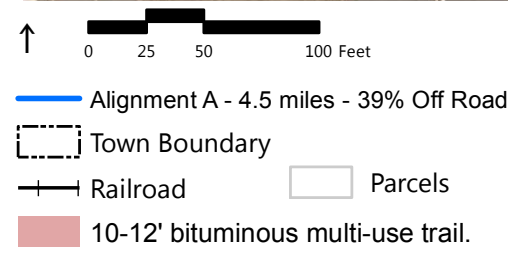 0 25 50 100 Feet
Alignment A - 4.5 miles - 39% Off Road
Town Boundary
Railroad Parcels
10-12' bituminous multi-use trail.